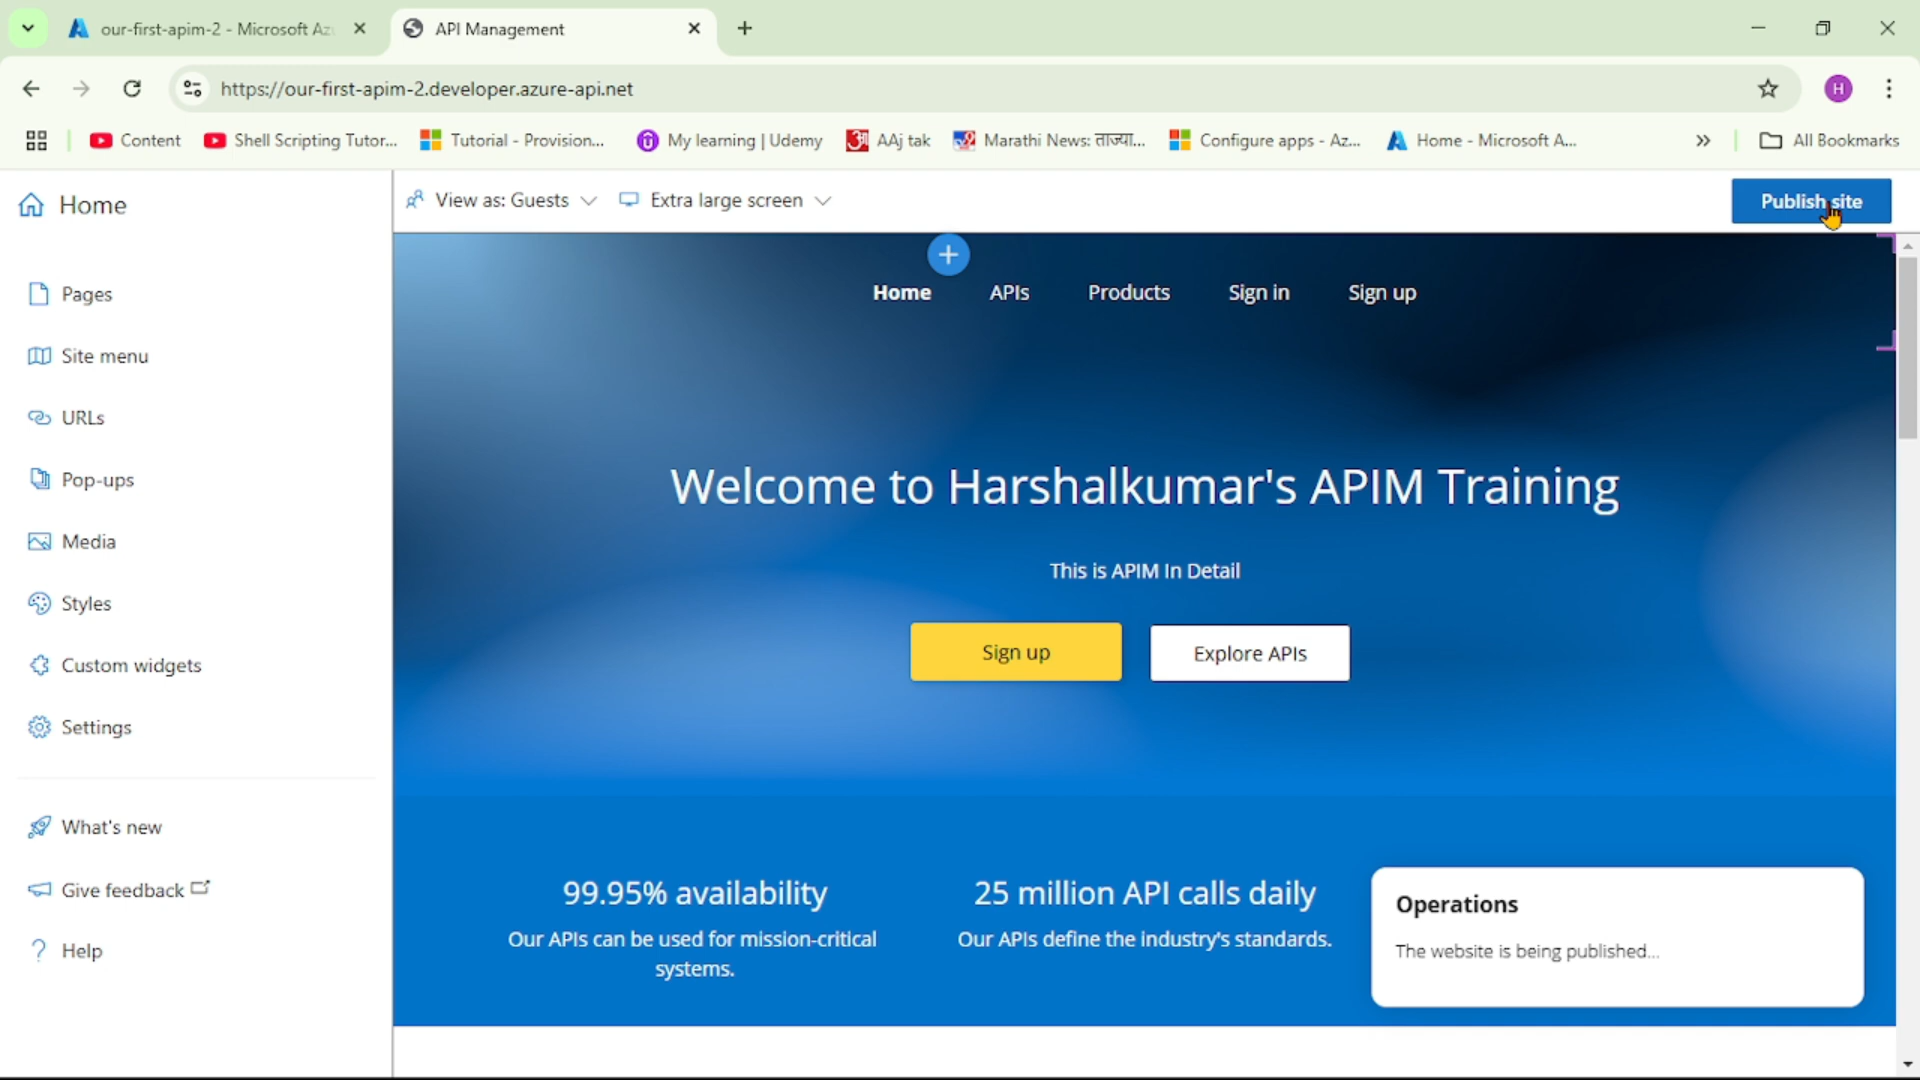 our-first-apim-2 - Microsoft Az
API Management
https://our-first-apim-2.developer.azure-api.net
H
Content
Shell Scripting Tutor...
Tutorial - Provision...
My learning | Udemy
AAj tak
Marathi News: ताज्या...
Configure apps - Az...
Home - Microsoft A...
All Bookmarks
Home
View as: Guests
Extra large screen
Publish site
Pages
Site menu
URLs
Pop-ups
Media
Styles
Custom widgets
Settings
What's new
Give feedback
Help
Home
APIs
Products
Sign in
Sign up
Welcome to Harshalkumar's APIM Training
This is APIM In Detail
Sign up
Explore APIs
99.95% availability
Our APIs can be used for mission-critical
systems.
25 million API calls daily
Our APIs define the industry's standards.
Operations
The website is being published...